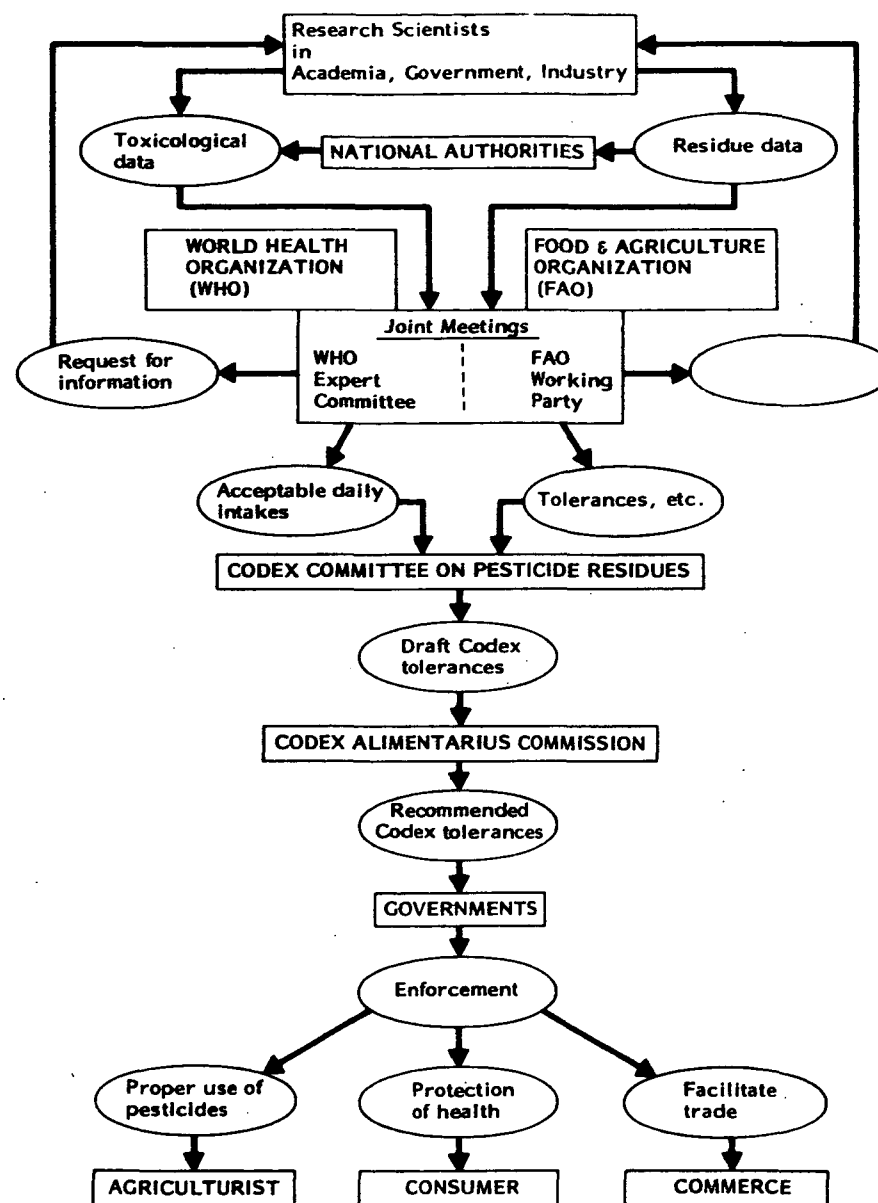 Research Scientists
in
Academia, Government, Industry
Toxicological
data
NATIONAL AUTHORITIES
Residue data
WORLD HEALTH
ORGANIZATION
(WHO)
FOOD & AGRICULTURE
ORGANIZATION
(FAO)
Joint Meetings
WHO
Expert
Committee
FAO
Working
Party
Request for
information
Acceptable daily
intakes
Tolerances, etc.
CODEX COMMITTEE ON PESTICIDE RESIDUES
Draft Codex
tolerances
CODEX ALIMENTARIUS COMMISSION
Recommended
Codex tolerances
GOVERNMENTS
Enforcement
Proper use of
pesticides
Protection
of health
Facilitate
trade
AGRICULTURIST
CONSUMER
COMMERCE